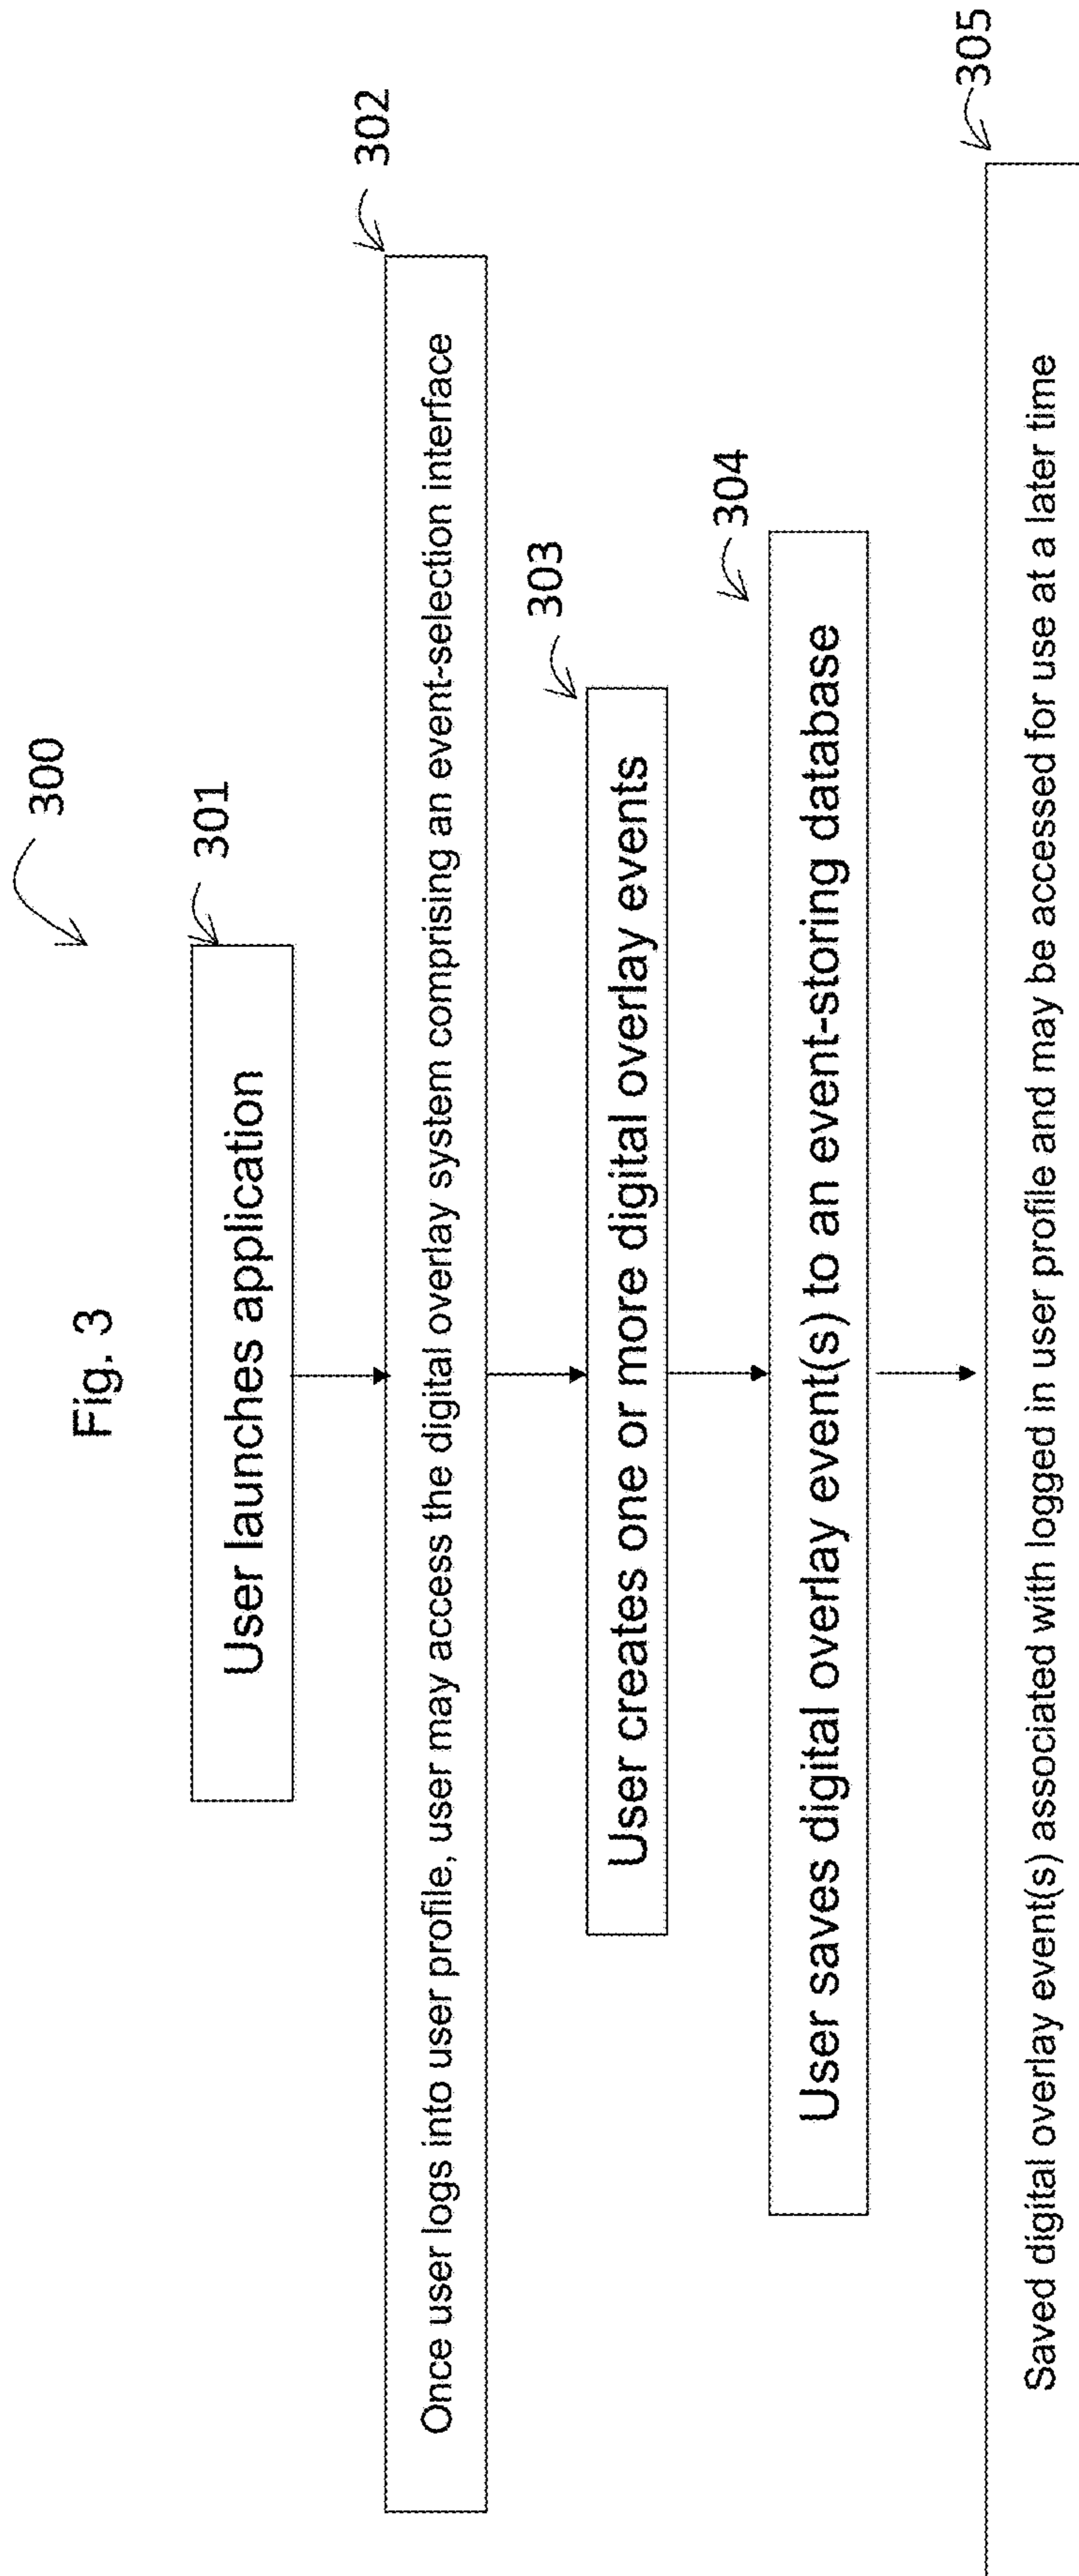 Fig. 3
300
301
User launches application
302
Once user logs into user profile, user may access the digital overlay system comprising an event-selection interface
303
User creates one or more digital overlay events
304
User saves digital overlay event(s) to an event-storing database
305
Saved digital overlay event(s) associated with logged in user profile and may be accessed for use at a later time